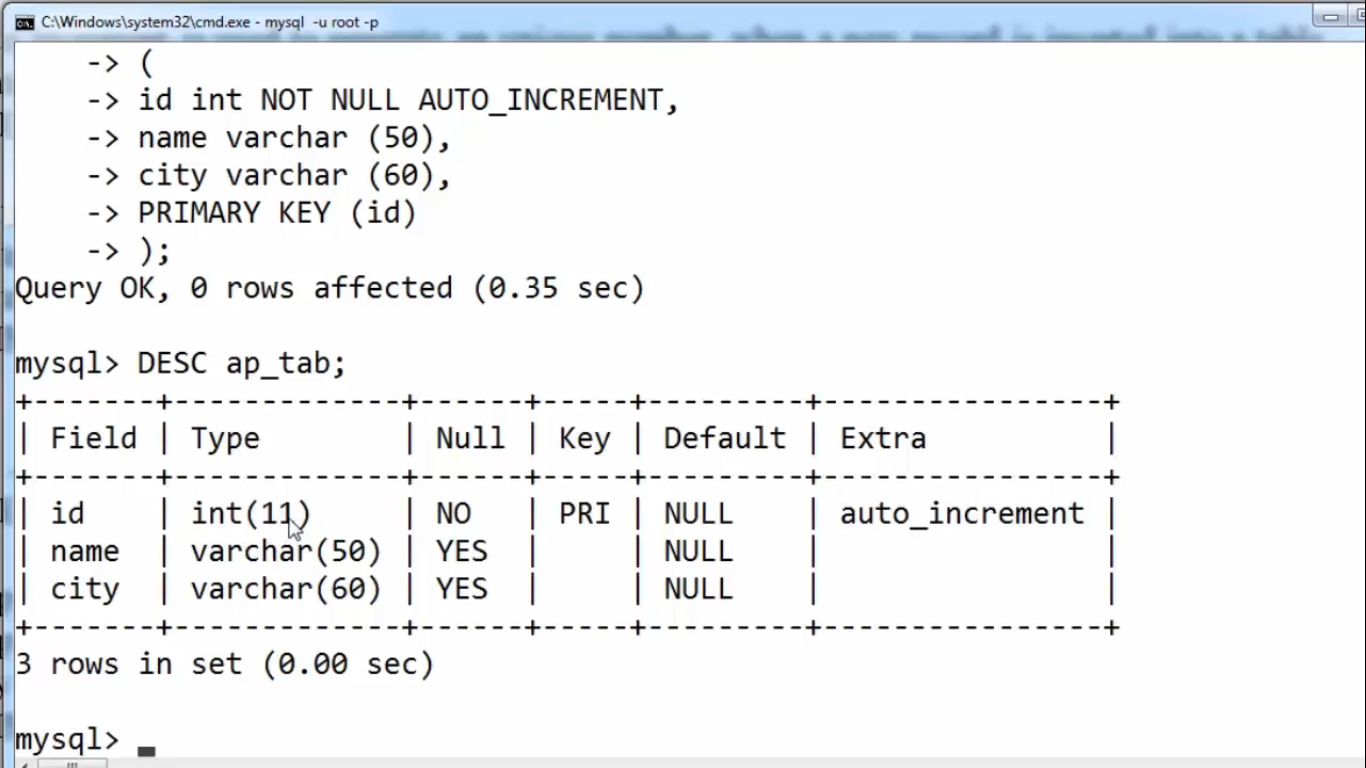 C:\Windows\system32\cmd.exe - mysql  -u root -p
-> (
-> id int NOT NULL AUTO_INCREMENT,
-> name varchar (50),
-> city varchar (60),
-> PRIMARY KEY (id)
-> );
Query OK, 0 rows affected (0.35 sec)
mysql> DESC ap_tab;
+-------+-------------+------+-----+---------+----------------+
| Field | Type        | Null | Key | Default | Extra          |
+-------+-------------+------+-----+---------+----------------+
| id    | int(11)     | NO   | PRI | NULL    | auto_increment |
| name  | varchar(50) | YES  |     | NULL    |                |
| city  | varchar(60) | YES  |     | NULL    |                |
+-------+-------------+------+-----+---------+----------------+
3 rows in set (0.00 sec)
mysql>